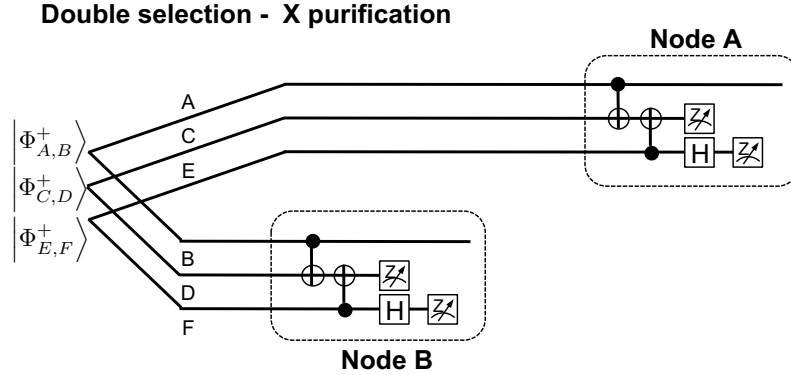 Double selection - X purification
Node A
A
C
E
|Φ⁺_{A,B}⟩
|Φ⁺_{C,D}⟩
|Φ⁺_{E,F}⟩
Z
H Z
B
D
F
Z
H Z
Node B